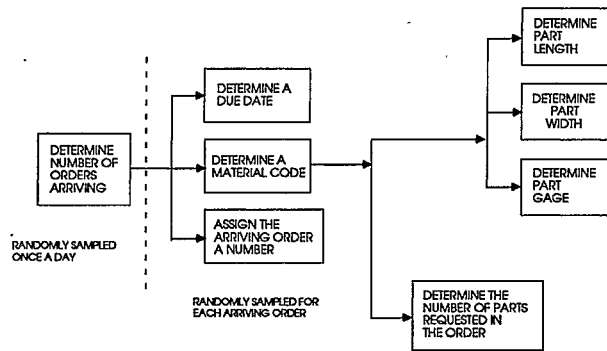 DETERMINE
NUMBER OF
ORDERS
ARRIVING
RANDOMLY SAMPLED
ONCE A DAY
DETERMINE A
DUE DATE
DETERMINE A
MATERIAL CODE
ASSIGN THE
ARRIVING ORDER
A NUMBER
RANDOMLY SAMPLED FOR
EACH ARRIVING ORDER
DETERMINE
PART
LENGTH
DETERMINE
PART
WIDTH
DETERMINE
PART
GAGE
DETERMINE THE
NUMBER OF PARTS
REQUESTED IN
THE ORDER